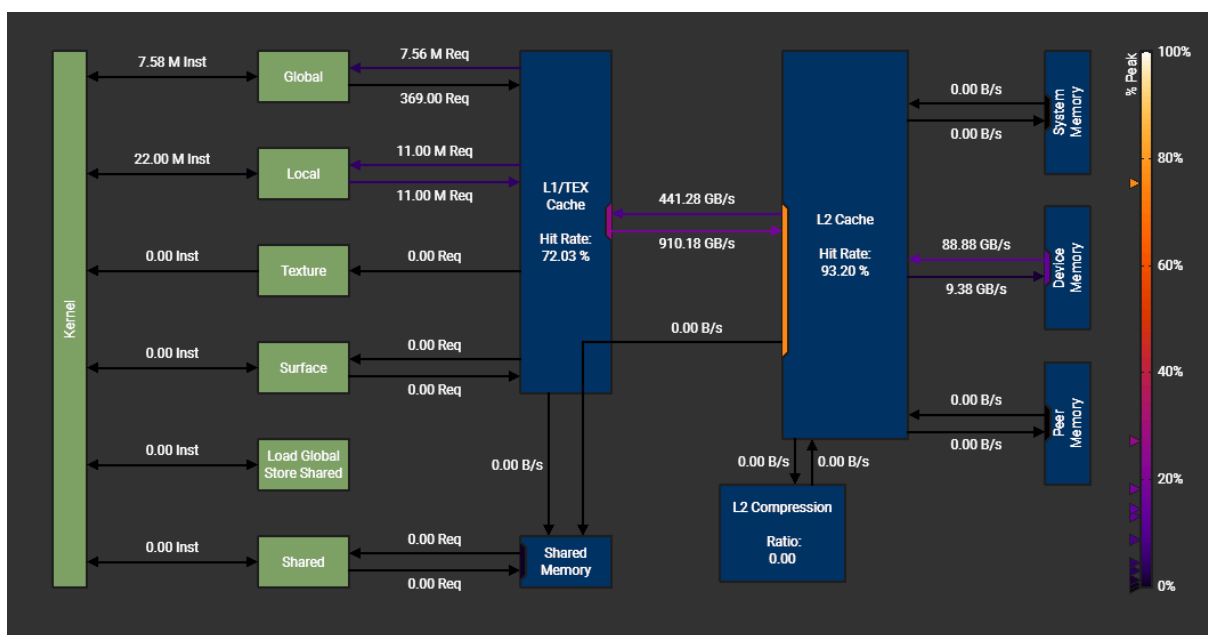 Kernel
7.58 M Inst
Global
7.56 M Req
369.00 Req
22.00 M Inst
Local
11.00 M Req
11.00 M Req
0.00 Inst
Texture
0.00 Req
0.00 Inst
Surface
0.00 Req
0.00 Req
0.00 Inst
Load Global
Store Shared
0.00 Inst
Shared
0.00 Req
0.00 Req
L1/TEX
Cache
Hit Rate:
72.03 %
0.00 B/s
Shared
Memory
441.28 GB/s
910.18 GB/s
0.00 B/s
L2 Cache
Hit Rate:
93.20 %
0.00 B/s
0.00 B/s
L2 Compression
Ratio:
0.00
0.00 B/s
0.00 B/s
System
Memory
88.88 GB/s
9.38 GB/s
Device
Memory
0.00 B/s
0.00 B/s
Peer
Memory
% Peak
100%
80%
60%
40%
20%
0%